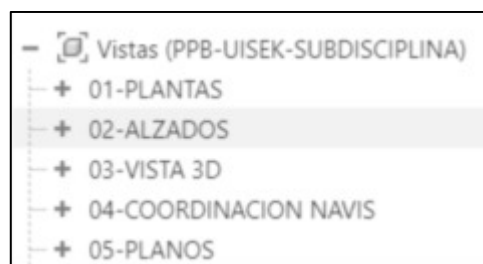 Vistas (PPB-UISEK-SUBDISCIPLINA)
01-PLANTAS
02-ALZADOS
03-VISTA 3D
04-COORDINACION NAVIS
05-PLANOS